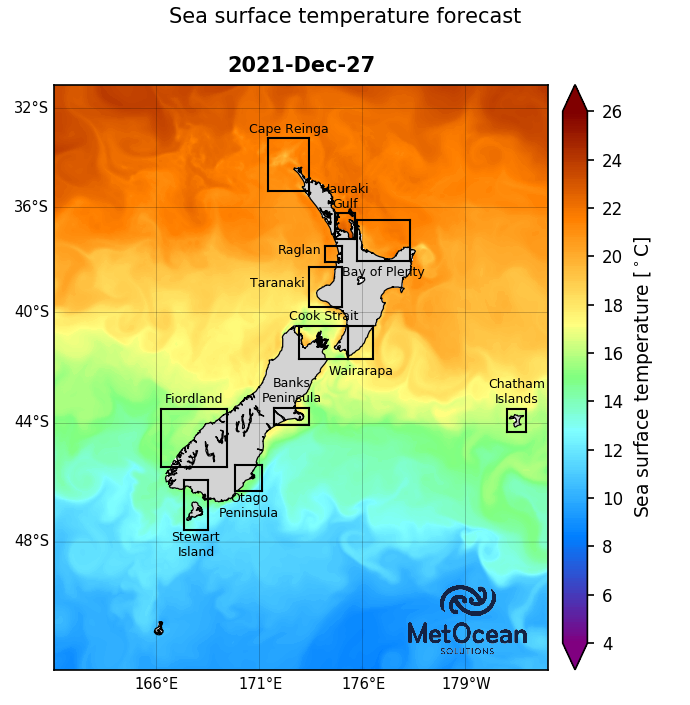 Sea surface temperature forecast
2021-Dec-27
32°S
36°S
40°S
44°S
48°S
Cape Reinga
Hauraki
Gulf
Raglan
Bay of Plenty
Taranaki
Cook Strait
Wairarapa
Banks
Peninsula
Fiordland
Chatham
Islands
Otago
Peninsula
Stewart
Island
MetOcean
SOLUTIONS
166°E
171°E
176°E
179°W
26
24
22
20
18
16
14
12
10
8
6
4
Sea surface temperature [°C]